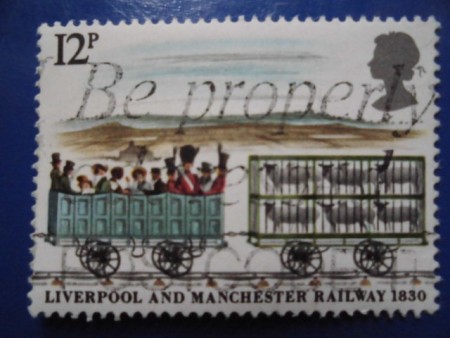 12P
Be properly
LIVERPOOL AND MANCHESTER RAILWAY 1830